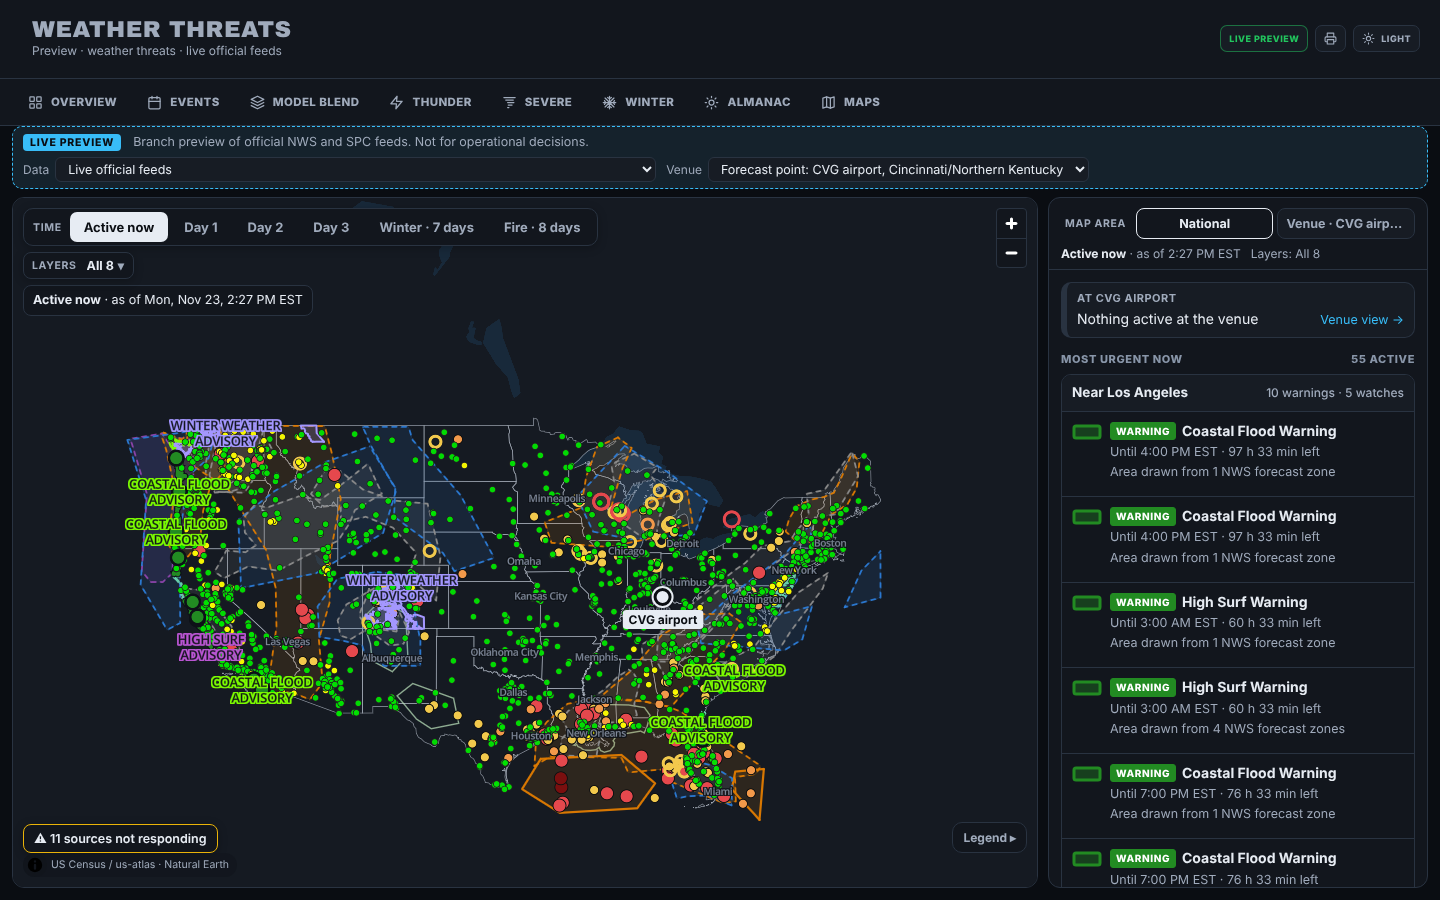 WEATHER THREATS
Preview · weather threats · live official feeds
LIVE PREVIEW
LIGHT
OVERVIEW
EVENTS
MODEL BLEND
THUNDER
SEVERE
WINTER
ALMANAC
MAPS
LIVE PREVIEW Branch preview of official NWS and SPC feeds. Not for operational decisions.
Data Live official feeds
Venue Forecast point: CVG airport, Cincinnati/Northern Kentucky
TIME Active now Day 1 Day 2 Day 3 Winter · 7 days Fire · 8 days
LAYERS All 8 ▾
Active now · as of Mon, Nov 23, 2:27 PM EST
+
−
WINTER WEATHER
ADVISORY
COASTAL FLOOD
ADVISORY
COASTAL FLOOD
ADVISORY
Minneapolis
Chicago
Detroit
Boston
New York
Omaha
Columbus
WINTER WEATHER
ADVISORY
Kansas City
Washington
CVG airport
HIGH SURF
ADVISORY
Las Vegas
Albuquerque
Oklahoma City
Memphis
COASTAL FLOOD
ADVISORY
COASTAL FLOOD
ADVISORY
Dallas
Jackson
COASTAL FLOOD
ADVISORY
Houston
New Orleans
Miami
⚠ 11 sources not responding
US Census / us-atlas · Natural Earth
Legend ▸
MAP AREA National Venue · CVG airp...
Active now · as of 2:27 PM EST Layers: All 8
AT CVG AIRPORT
Nothing active at the venue Venue view →
MOST URGENT NOW 55 ACTIVE
Near Los Angeles 10 warnings · 5 watches
WARNING Coastal Flood Warning
Until 4:00 PM EST · 97 h 33 min left
Area drawn from 1 NWS forecast zone
WARNING Coastal Flood Warning
Until 4:00 PM EST · 97 h 33 min left
Area drawn from 1 NWS forecast zone
WARNING High Surf Warning
Until 3:00 AM EST · 60 h 33 min left
Area drawn from 1 NWS forecast zone
WARNING High Surf Warning
Until 3:00 AM EST · 60 h 33 min left
Area drawn from 4 NWS forecast zones
WARNING Coastal Flood Warning
Until 7:00 PM EST · 76 h 33 min left
Area drawn from 1 NWS forecast zone
WARNING Coastal Flood Warning
Until 7:00 PM EST · 76 h 33 min left